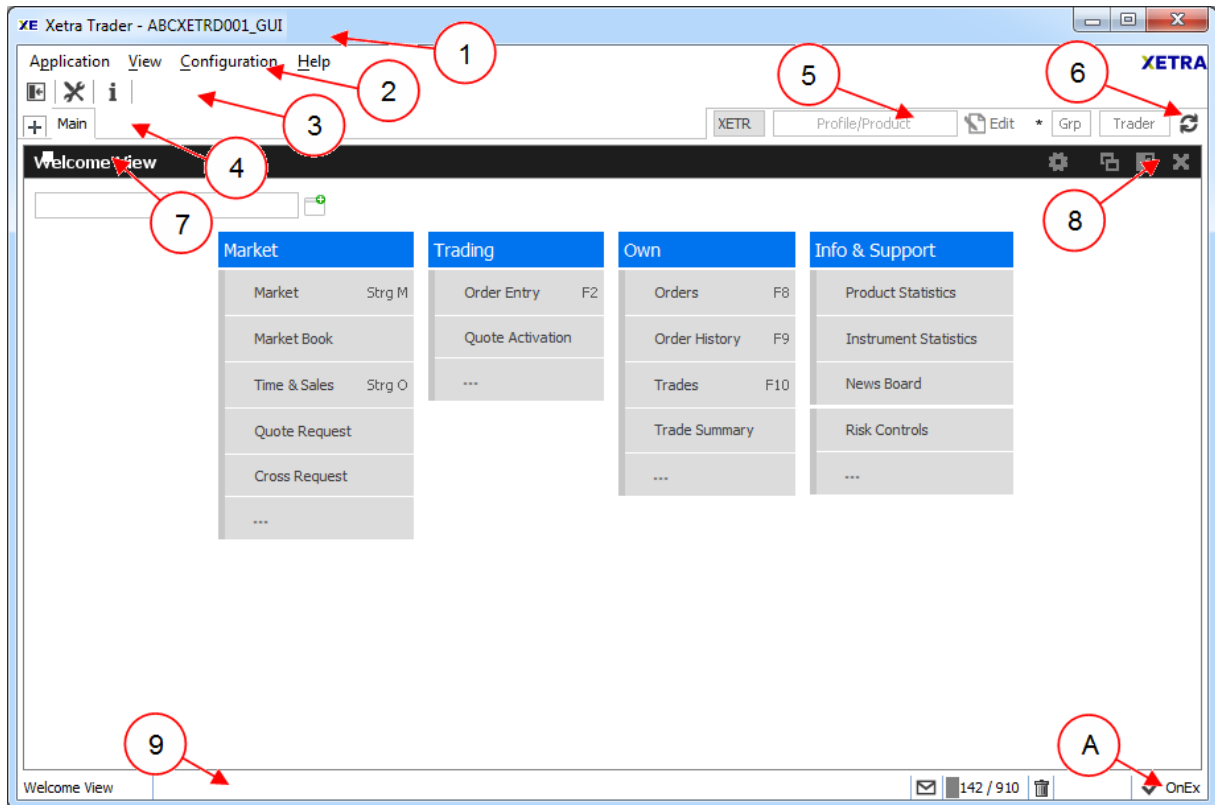 XE Xetra Trader - ABCXETRD001_GUI
1
Application View Configuration Help
XETRA
2
5
6
i
3
+ Main
XETR Profile/Product Edit * Grp Trader
4
Welcome View
7
8
Market Trading Own Info & Support
Market Strg M Order Entry F2 Orders F8 Product Statistics
Market Book Quote Activation Order History F9 Instrument Statistics
Time & Sales Strg O ... Trades F10 News Board
Quote Request Trade Summary Risk Controls
Cross Request ... ...
...
9
A
Welcome View 142 / 910 OnEx